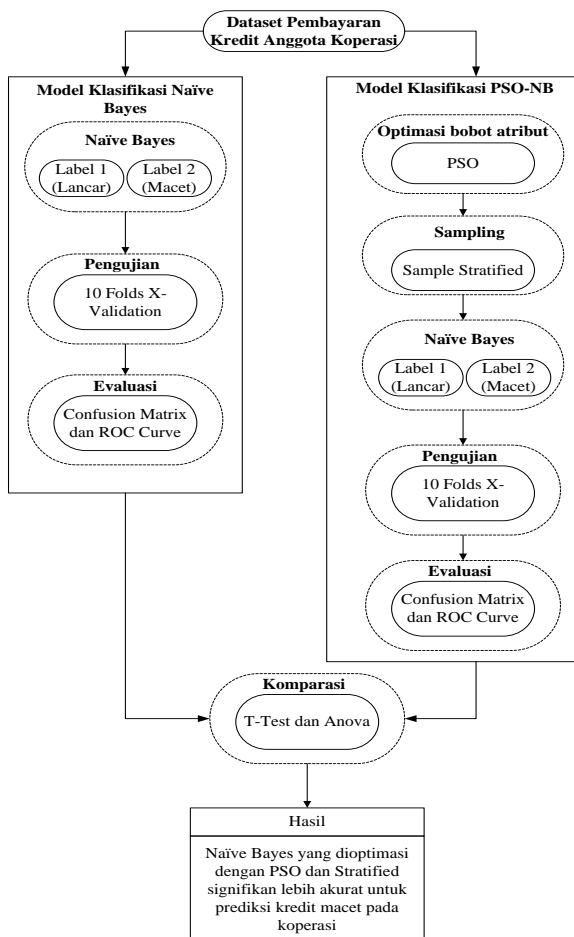 Dataset Pembayaran
Kredit Anggota Koperasi
Model Klasifikasi Naïve
Bayes
Naïve Bayes
Label 1
(Lancar)
Label 2
(Macet)
Pengujian
10 Folds X-
Validation
Evaluasi
Confusion Matrix
dan ROC Curve
Model Klasifikasi PSO-NB
Optimasi bobot atribut
PSO
Sampling
Sample Stratified
Naïve Bayes
Label 1
(Lancar)
Label 2
(Macet)
Pengujian
10 Folds X-
Validation
Evaluasi
Confusion Matrix
dan ROC Curve
Komparasi
T-Test dan Anova
Hasil
Naïve Bayes yang dioptimasi
dengan PSO dan Stratified
signifikan lebih akurat untuk
prediksi kredit macet pada
koperasi